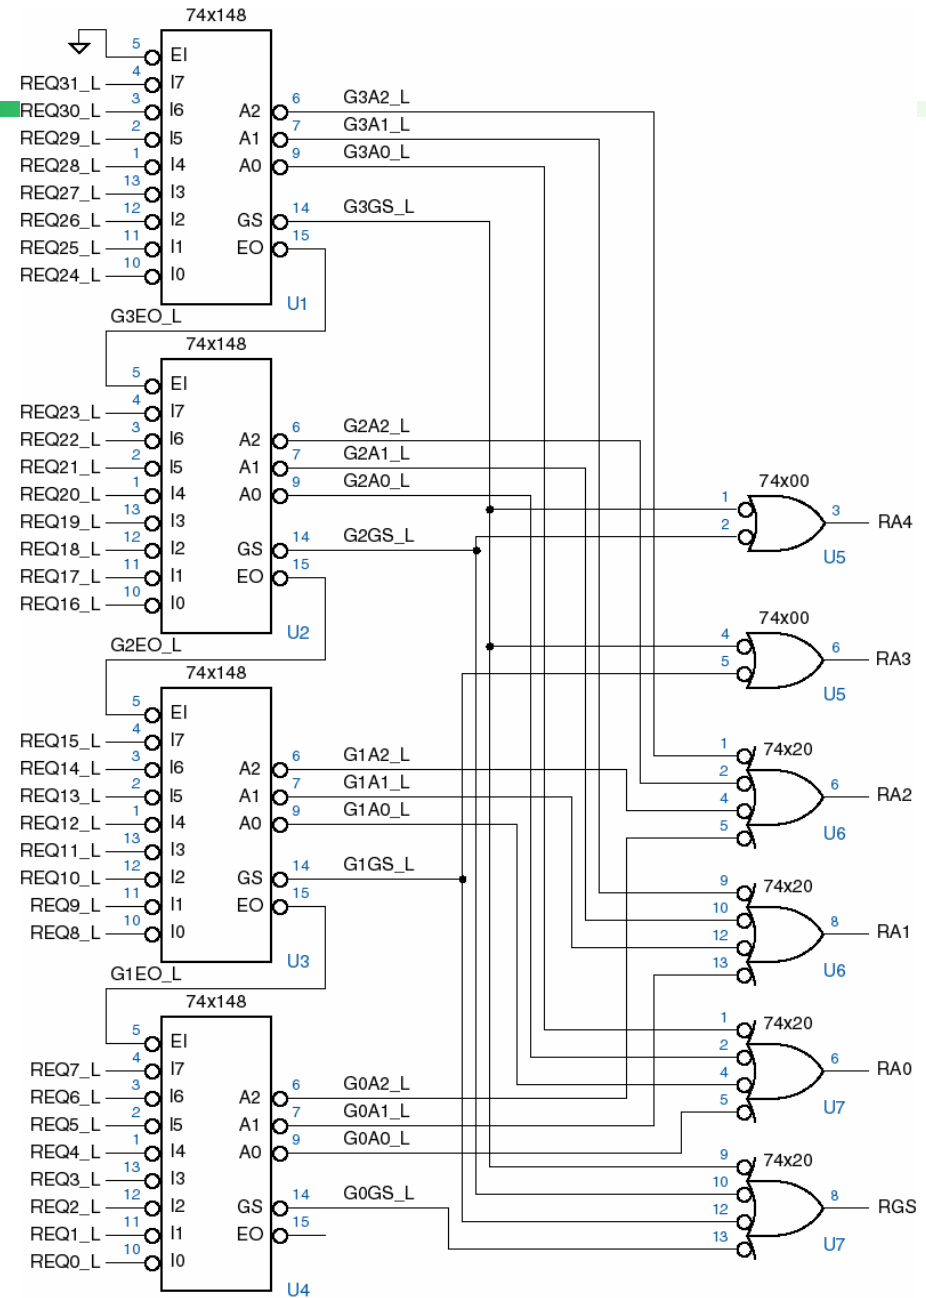 74x148
5 EI
REQ31_L 4 I7
REQ30_L 3 I6 A2 6 G3A2_L
REQ29_L 2 I5 A1 7 G3A1_L
REQ28_L 1 I4 A0 9 G3A0_L
REQ27_L 13 I3
REQ26_L 12 I2 GS 14 G3GS_L
REQ25_L 11 I1 EO 15
REQ24_L 10 I0
U1
G3EO_L
74x148
5 EI
REQ23_L 4 I7
REQ22_L 3 I6 A2 6 G2A2_L
REQ21_L 2 I5 A1 7 G2A1_L
REQ20_L 1 I4 A0 9 G2A0_L
REQ19_L 13 I3
REQ18_L 12 I2 GS 14 G2GS_L
REQ17_L 11 I1 EO 15
REQ16_L 10 I0
U2
G2EO_L
74x148
5 EI
REQ15_L 4 I7
REQ14_L 3 I6 A2 6 G1A2_L
REQ13_L 2 I5 A1 7 G1A1_L
REQ12_L 1 I4 A0 9 G1A0_L
REQ11_L 13 I3
REQ10_L 12 I2 GS 14 G1GS_L
REQ9_L 11 I1 EO 15
REQ8_L 10 I0
U3
G1EO_L
74x148
5 EI
REQ7_L 4 I7
REQ6_L 3 I6 A2 6 G0A2_L
REQ5_L 2 I5 A1 7 G0A1_L
REQ4_L 1 I4 A0 9 G0A0_L
REQ3_L 13 I3
REQ2_L 12 I2 GS 14 G0GS_L
REQ1_L 11 I1 EO 15
REQ0_L 10 I0
U4
74x00
1
2
3 RA4
U5
74x00
4
5
6 RA3
U5
74x20
1
2
4
5
6 RA2
U6
74x20
9
10
12
13
8 RA1
U6
74x20
1
2
4
5
6 RA0
U7
74x20
9
10
12
13
8 RGS
U7